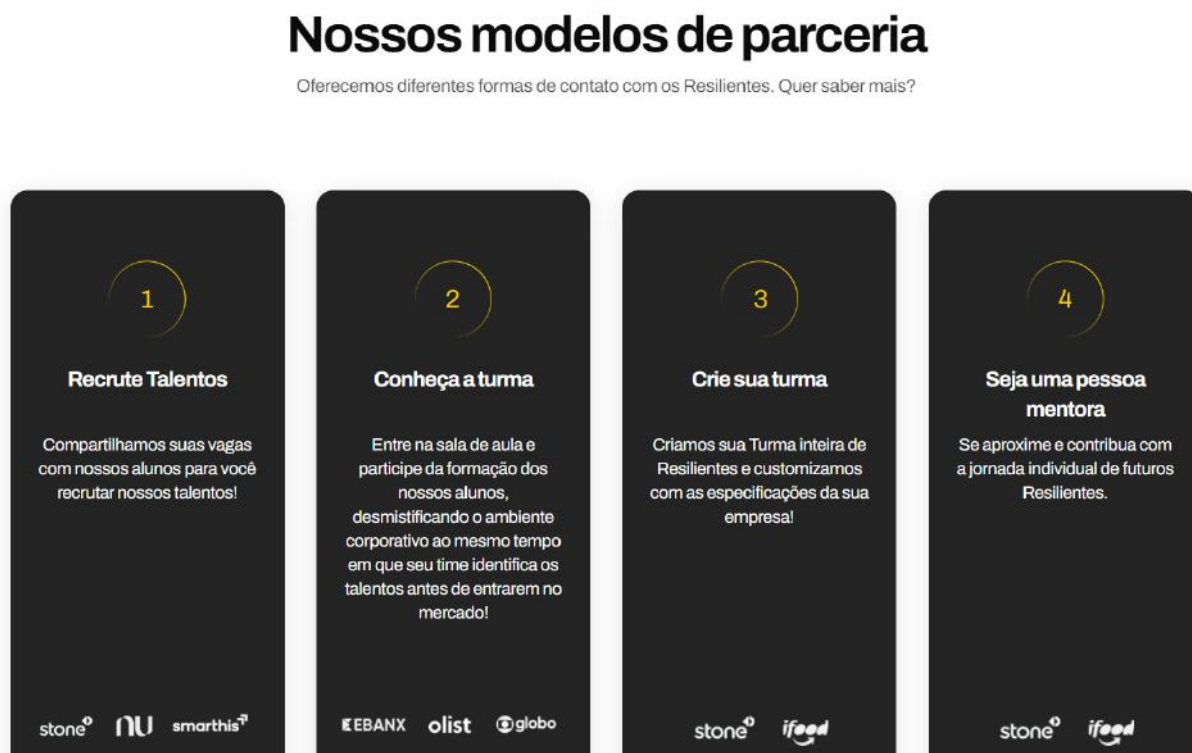 Nossos modelos de parceria
Oferecemos diferentes formas de contato com os Resilientes. Quer saber mais?
1
Recrute Talentos
Compartilhamos suas vagas
com nossos alunos para você
recrutar nossos talentos!
stone
nu
smarthis
2
Conheça a turma
Entre na sala de aula e
participe da formação dos
nossos alunos,
desmistificando o ambiente
corporativo ao mesmo tempo
em que seu time identifica os
talentos antes de entrarem no
mercado!
EBANX
olist
globo
3
Crie sua turma
Criamos sua Turma inteira de
Resilientes e customizamos
com as especificações da sua
empresa!
stone
ifood
4
Seja uma pessoa
mentora
Se aproxime e contribua com
a jornada individual de futuros
Resilientes.
stone
ifood